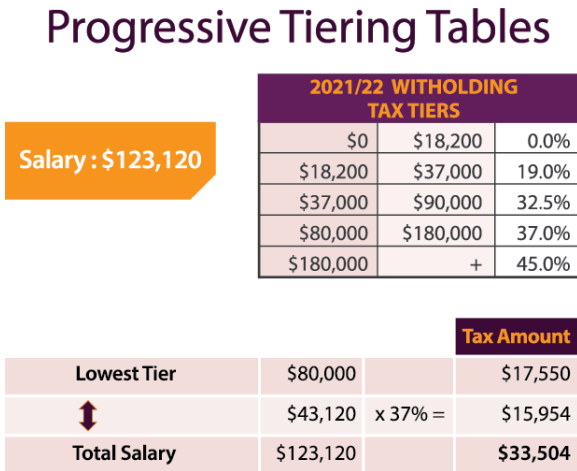 Progressive Tiering Tables
2021/22 WITHOLDING
TAX TIERS
Salary : $123,120
$0 $18,200 0.0%
$18,200 $37,000 19.0%
$37,000 $90,000 32.5%
$80,000 $180,000 37.0%
$180,000 + 45.0%
Tax Amount
Lowest Tier $80,000 $17,550
$43,120 x 37% = $15,954
Total Salary $123,120 $33,504